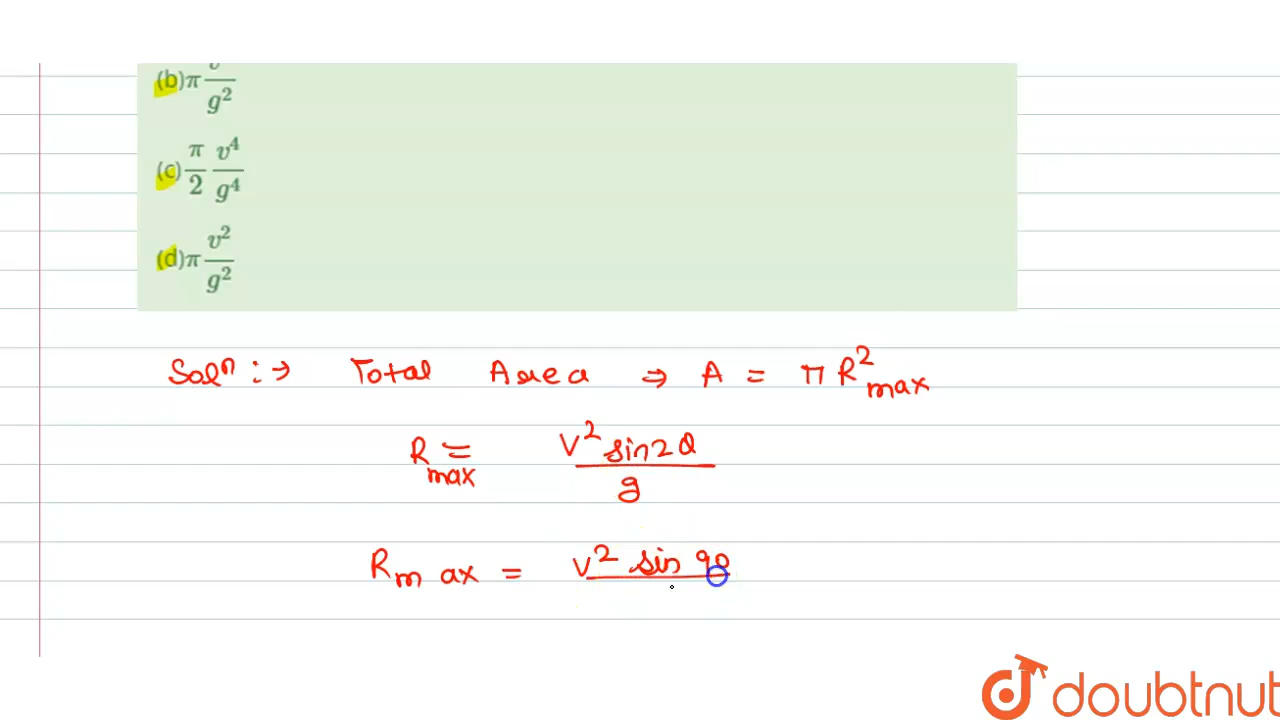 (b) π v/g²
(c) π/2 v⁴/g⁴
(d) π v²/g²
Solⁿ :→ Total Area ⇒ A = π R²max
Rmax = v² sin2θ/g
Rmax = v² sin 90
doubtnut